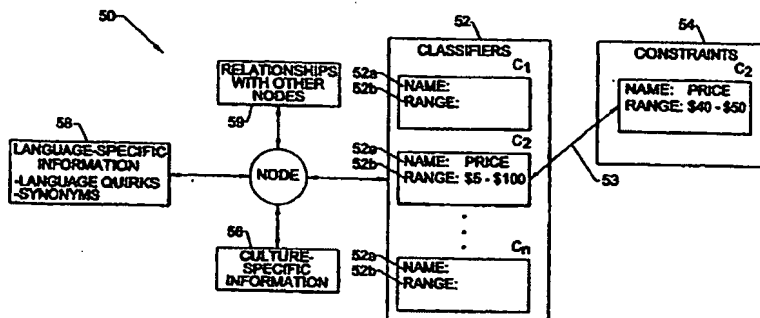 50
52
54
CLASSIFIERS
CONSTRAINTS
C1
C2
52a
NAME:
52b
RANGE:
NAME: PRICE
RANGE: $40 - $50
RELATIONSHIPS
WITH OTHER
NODES
59
58
LANGUAGE-SPECIFIC
INFORMATION
-LANGUAGE QUIRKS
-SYNONYMS
NODE
C2
52a
NAME: PRICE
52b
RANGE: $5 - $100
53
56
CULTURE-
SPECIFIC
INFORMATION
Cn
52a
NAME:
52b
RANGE: